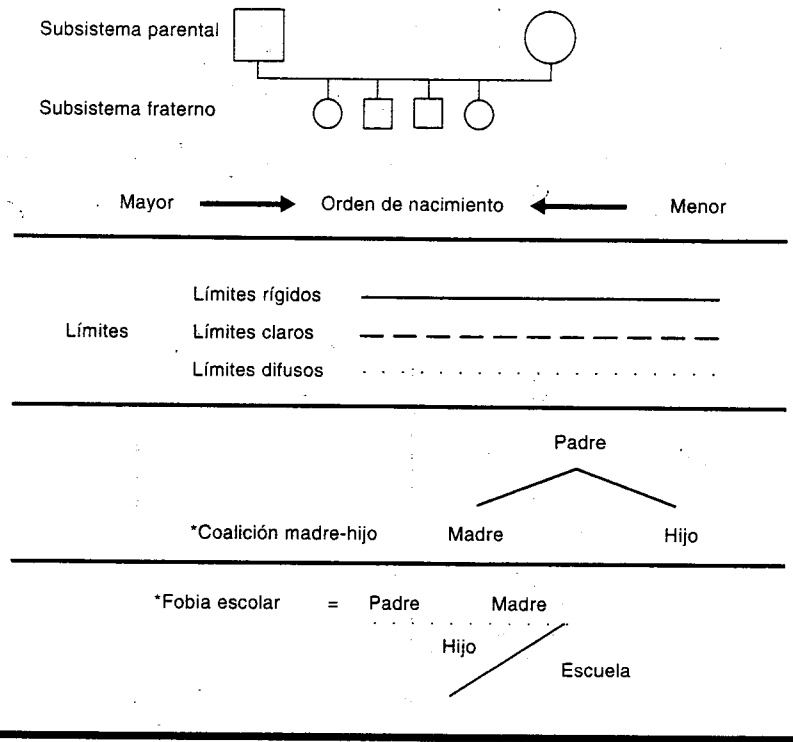 Subsistema parental
Subsistema fraterno
Mayor Orden de nacimiento Menor
Límites rígidos
Límites Límites claros
Límites difusos
Padre
*Coalición madre-hijo Madre Hijo
*Fobia escolar = Padre Madre
Hijo
Escuela